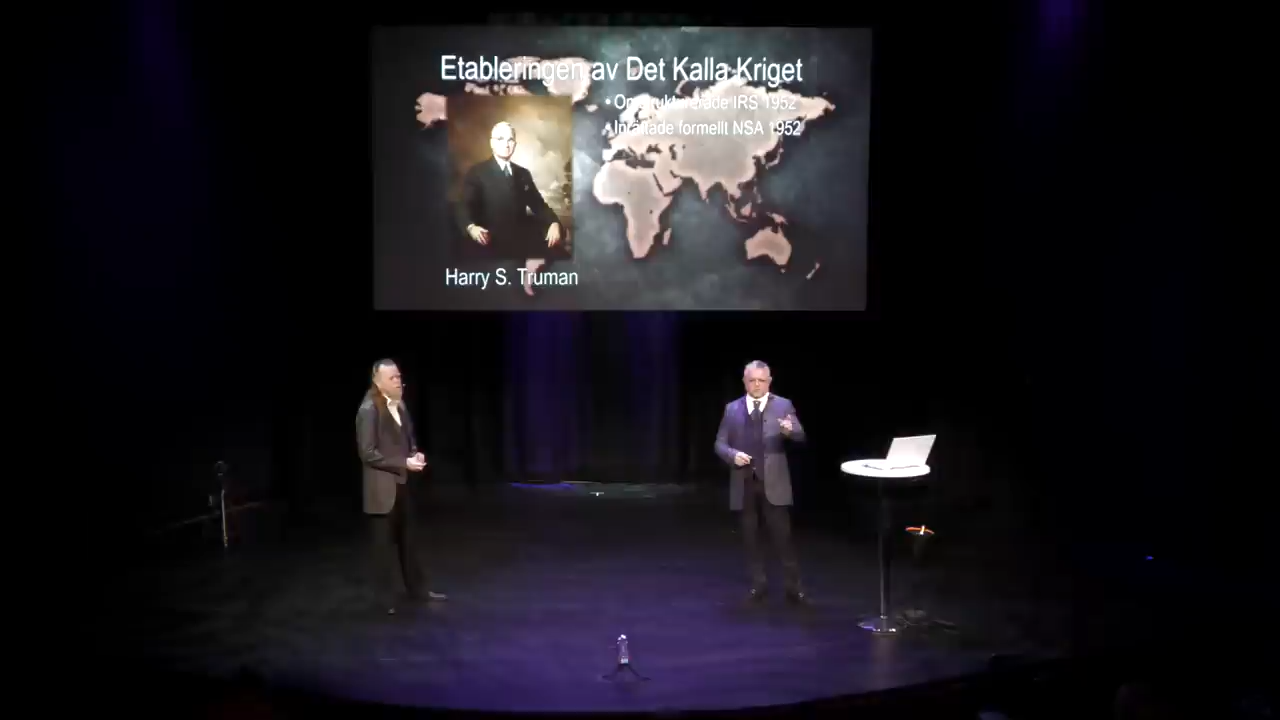 Etableringen av Det Kalla Kriget
• Omstrukturerade IRS 1952
• Inrättade formellt NSA 1952
Harry S. Truman